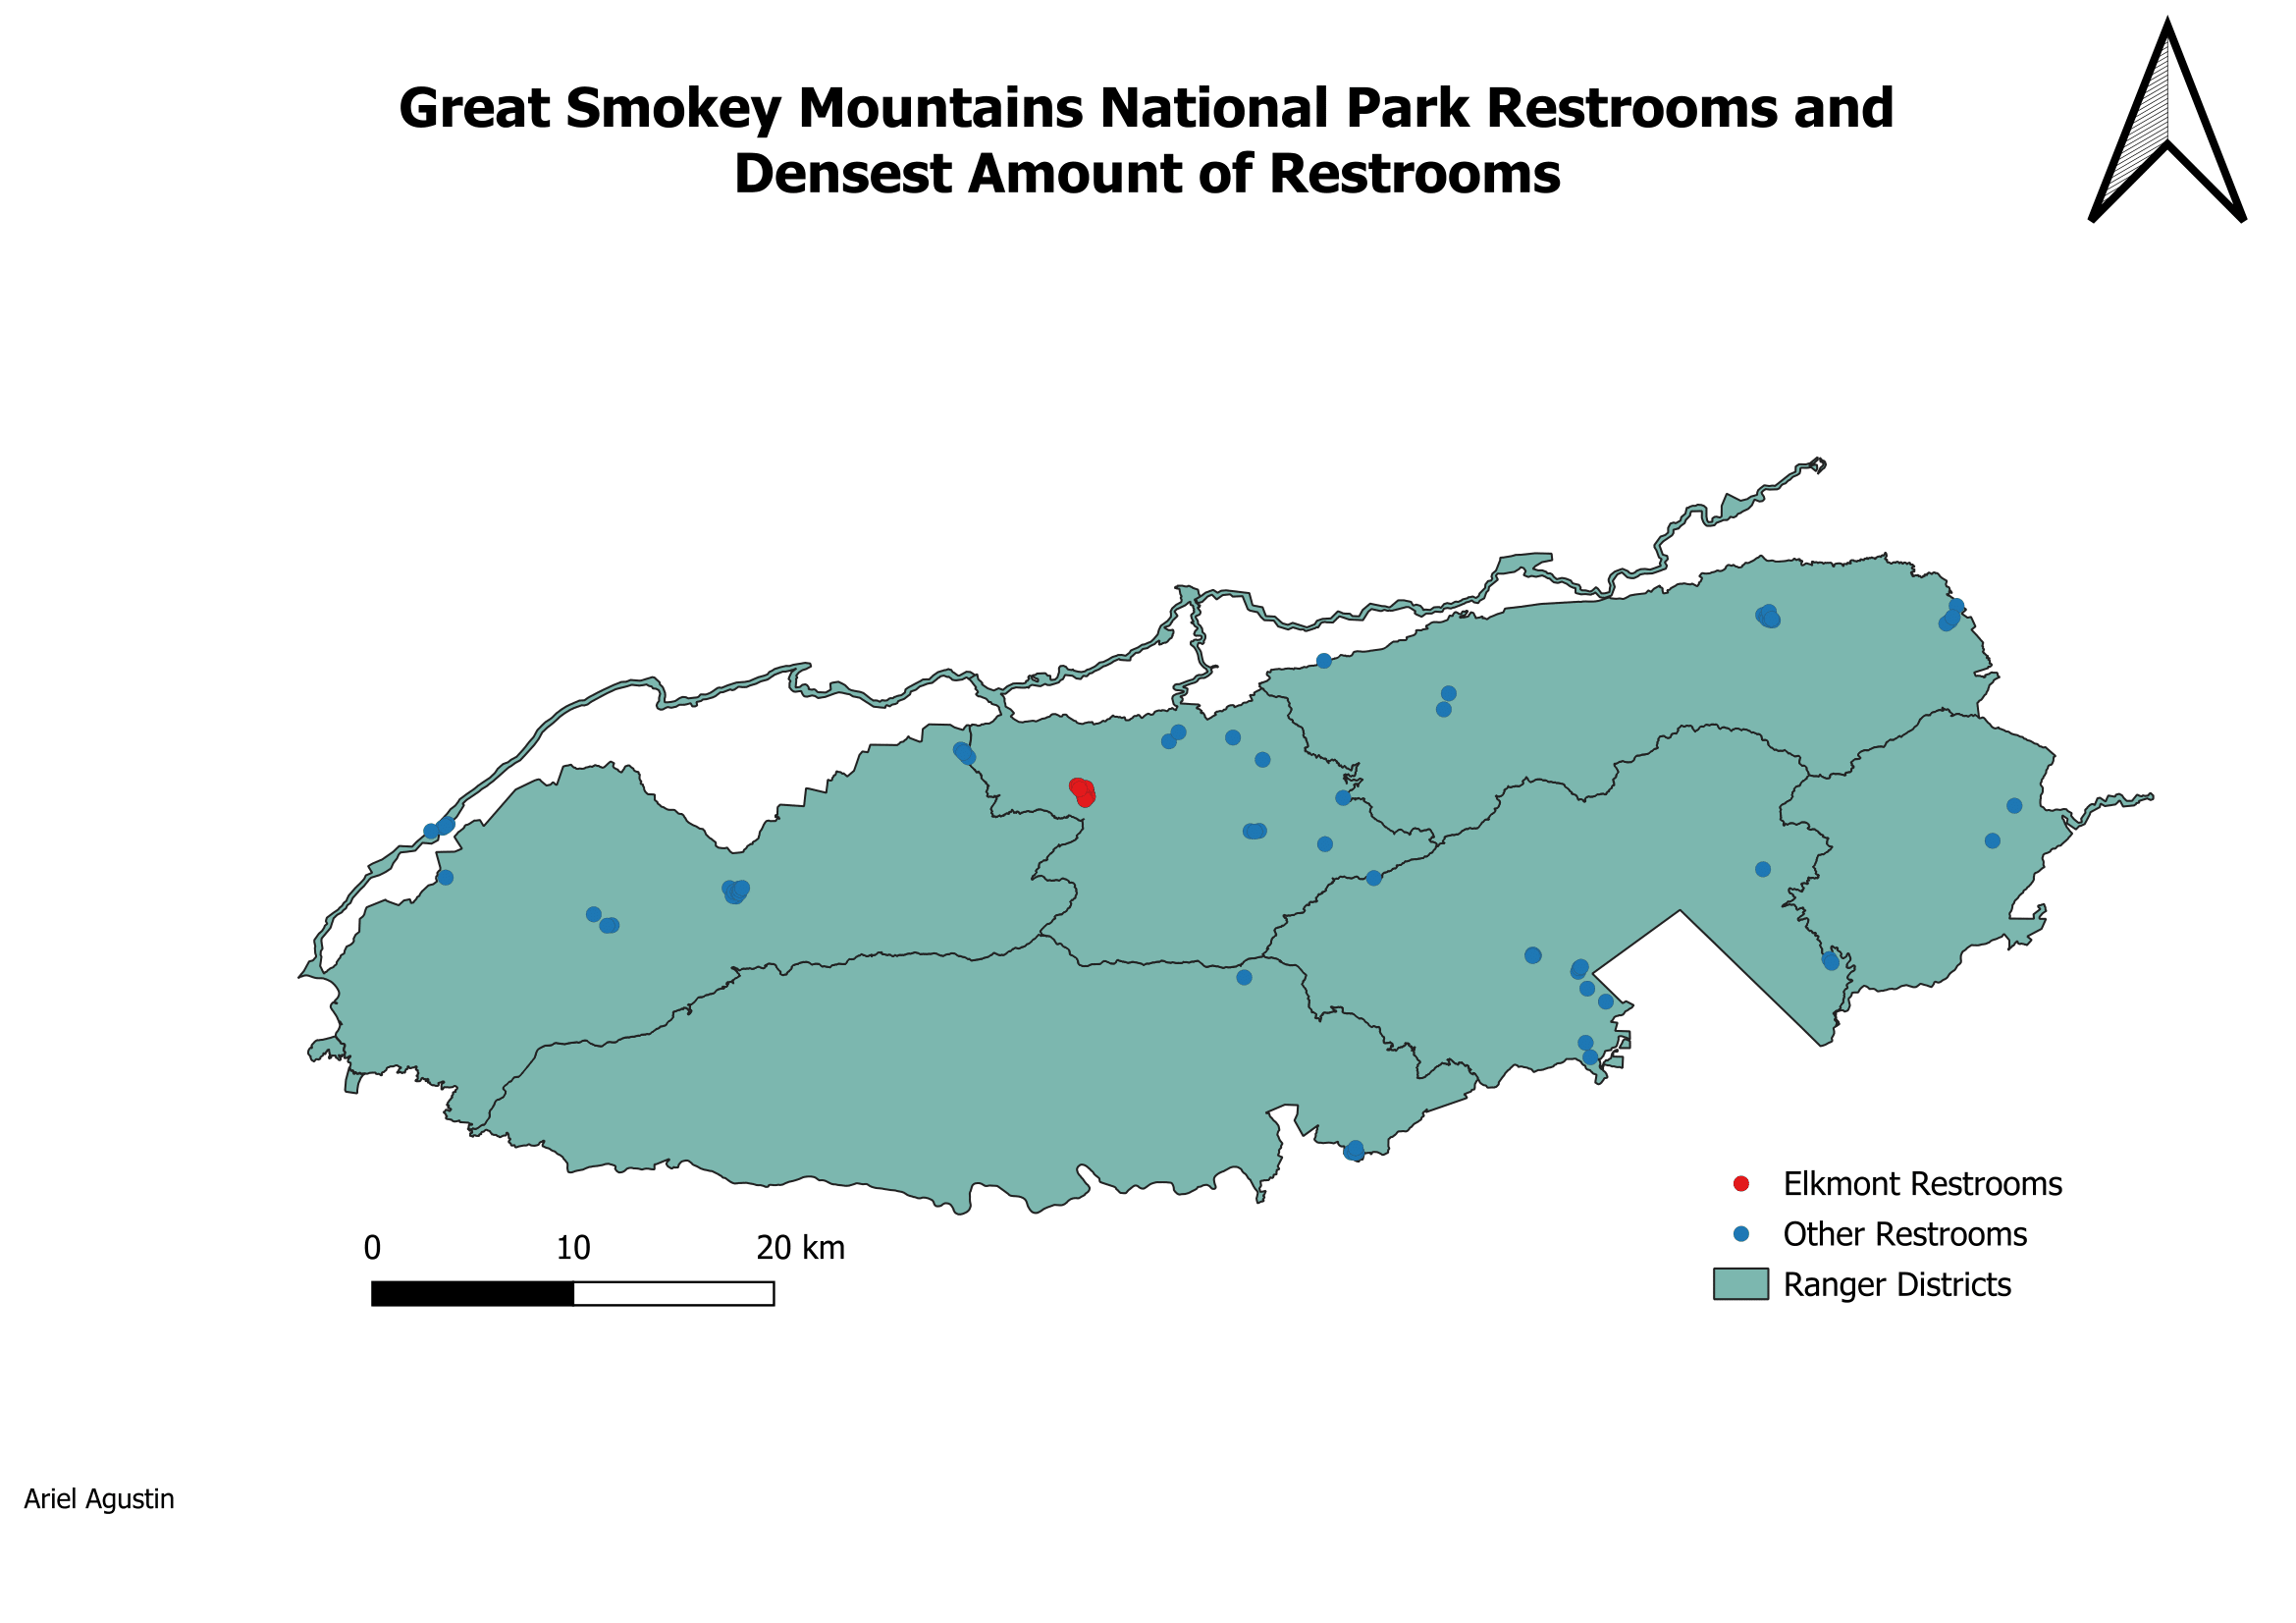 Great Smokey Mountains National Park Restrooms and
Densest Amount of Restrooms
Elkmont Restrooms
Other Restrooms
Ranger Districts
0 10 20 km
Ariel Agustin